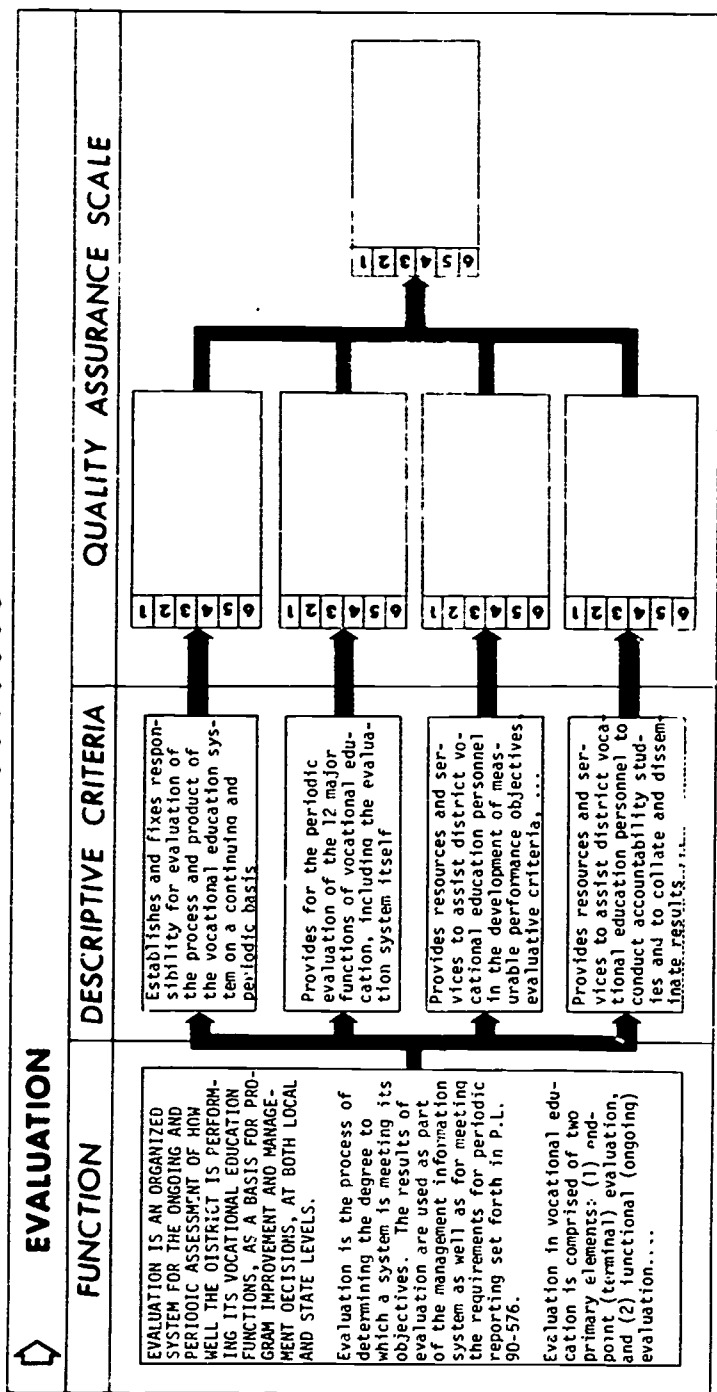 EVALUATION
FUNCTION
DESCRIPTIVE CRITERIA
QUALITY ASSURANCE SCALE
EVALUATION IS AN ORGANIZED
SYSTEM FOR THE ONGOING AND
PERIODIC ASSESSMENT OF HOW
WELL THE DISTRICT IS PERFORM-
ING ITS VOCATIONAL EDUCATION
FUNCTIONS, AS A BASIS FOR PRO-
GRAM IMPROVEMENT AND MANAGE-
MENT DECISIONS, AT BOTH LOCAL
AND STATE LEVELS.
Evaluation is the process of
determining the degree to
which a system is meeting its
objectives. The results of
evaluation are used as part
of the management information
system as well as for meeting
the requirements for periodic
reporting set forth in P.L.
90-576.
Evaluation in vocational edu-
cation is comprised of two
primary elements: (1) end-
point (terminal) evaluation,
and (2) functional (ongoing)
evaluation....
Establishes and fixes respon-
sibility for evaluation of
the process and product of
the vocational education sys-
tem on a continuing and
periodic basis
Provides for the periodic
evaluation of the 12 major
functions of vocational edu-
cation, including the evalua-
tion system itself
Provides resources and ser-
vices to assist district vo-
cational education personnel
in the development of meas-
urable performance objectives,
evaluative criteria, ...
Provides resources and ser-
vices to assist district voca-
tional education personnel to
conduct accountability stud-
ies and to collate and dissem-
inate results...
1
2
3
4
5
6
1
2
3
4
5
6
1
2
3
4
5
6
1
2
3
4
5
6
1
2
3
4
5
6